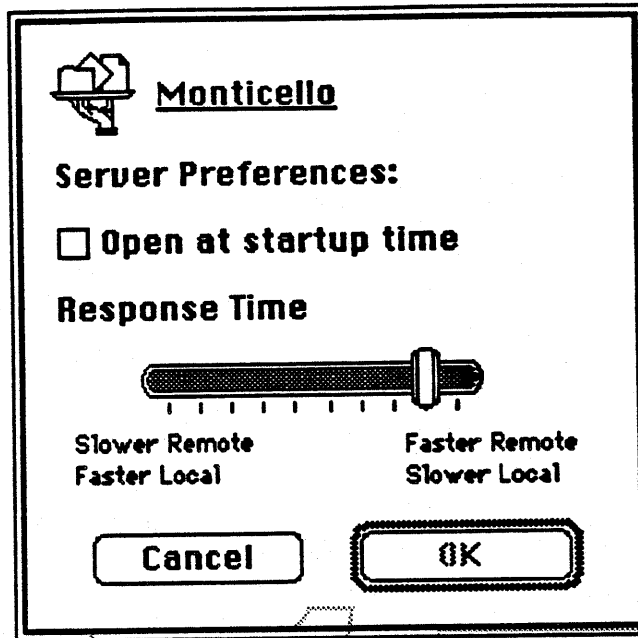 Monticello
Server Preferences:
Open at startup time
Response Time
Slower Remote
Faster Local
Faster Remote
Slower Local
Cancel
OK